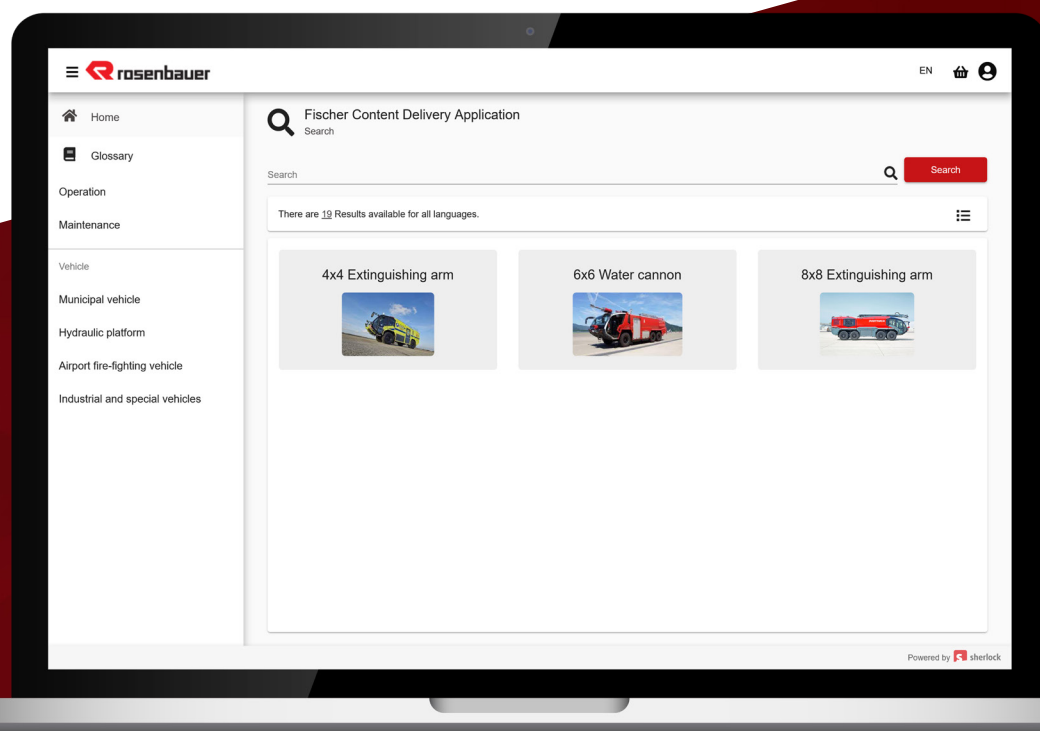 rosenbauer
EN
Home
Glossary
Operation
Maintenance
Vehicle
Municipal vehicle
Hydraulic platform
Airport fire-fighting vehicle
Industrial and special vehicles
Fischer Content Delivery Application
Search
Search
Search
There are 19 Results available for all languages.
4x4 Extinguishing arm
6x6 Water cannon
8x8 Extinguishing arm
Powered by sherlock